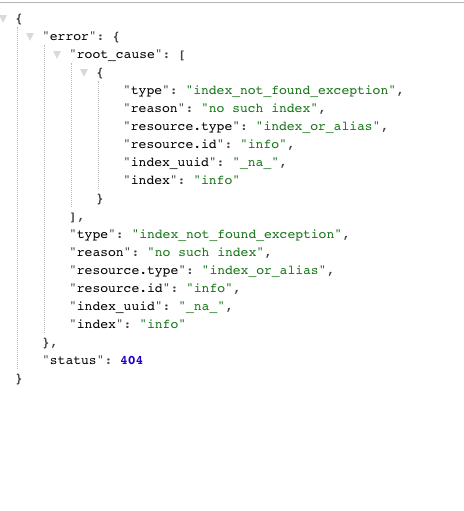 {
"error": {
"root_cause": [
{
"type": "index_not_found_exception",
"reason": "no such index",
"resource.type": "index_or_alias",
"resource.id": "info",
"index_uuid": "_na_",
"index": "info"
}
],
"type": "index_not_found_exception",
"reason": "no such index",
"resource.type": "index_or_alias",
"resource.id": "info",
"index_uuid": "_na_",
"index": "info"
},
"status": 404
}